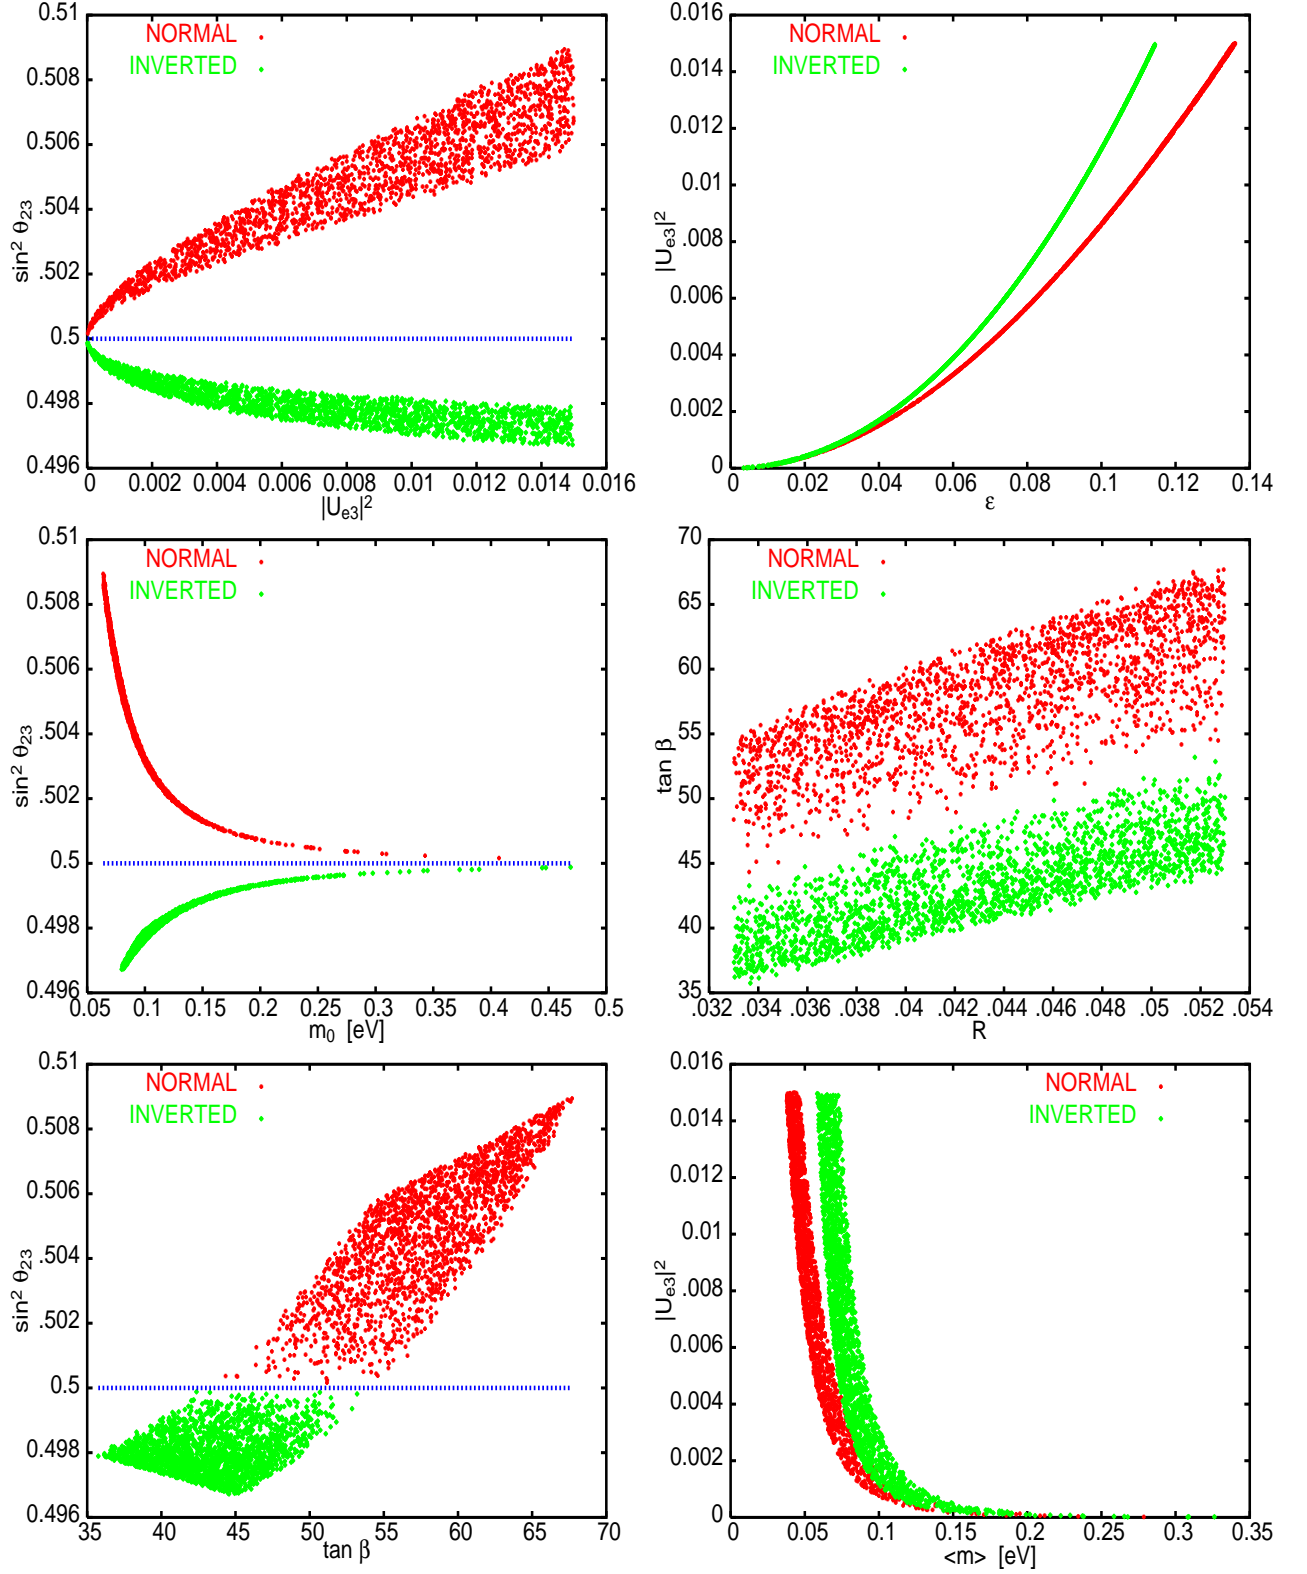 0.51
NORMAL
INVERTED
.508
.506
.504
.502
0.5
0.498
0.496
sin² θ₂₃
0 0.002 0.004 0.006 0.008 0.01 0.012 0.014 0.016
|Uₑ₃|²
0.016
NORMAL
INVERTED
0.014
0.012
0.01
.008
0.006
0.004
0.002
0
|Uₑ₃|²
0 0.02 0.04 0.06 0.08 0.1 0.12 0.14
ε
0.51
NORMAL
INVERTED
.508
.506
.504
.502
0.5
0.498
0.496
sin² θ₂₃
0.05 0.1 0.15 0.2 0.25 0.3 0.35 0.4 0.45 0.5
m₀ [eV]
70
NORMAL
INVERTED
65
60
55
50
45
40
35
tan β
.032 .034 .036 .038 .04 .042 .044 .046 .048 .05 .052 .054
R
0.51
NORMAL
INVERTED
.508
.506
.504
.502
0.5
0.498
0.496
sin² θ₂₃
35 40 45 50 55 60 65 70
tan β
0.016
NORMAL
INVERTED
0.014
0.012
0.01
.008
0.006
0.004
0.002
0
|Uₑ₃|²
0 0.05 0.1 0.15 0.2 0.25 0.3 0.35
<m> [eV]